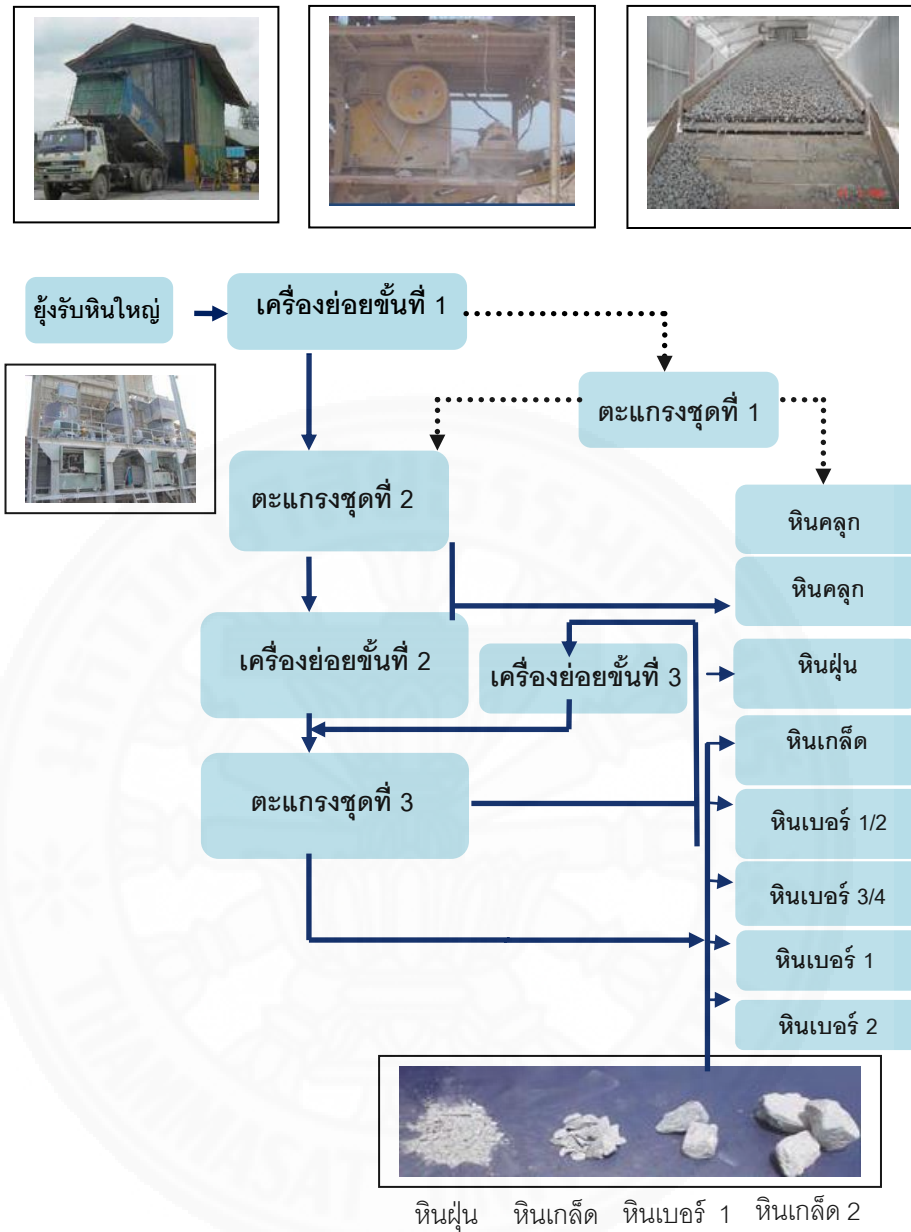 ยุ้งรับหินใหญ่
เครื่องย่อยขั้นที่ 1
ตะแกรงชุดที่ 1
ตะแกรงชุดที่ 2
หินคลุก
หินคลุก
เครื่องย่อยขั้นที่ 2
เครื่องย่อยขั้นที่ 3
หินฝุ่น
หินเกล็ด
ตะแกรงชุดที่ 3
หินเบอร์ 1/2
หินเบอร์ 3/4
หินเบอร์ 1
หินเบอร์ 2
หินฝุ่น หินเกล็ด หินเบอร์ 1 หินเกล็ด 2